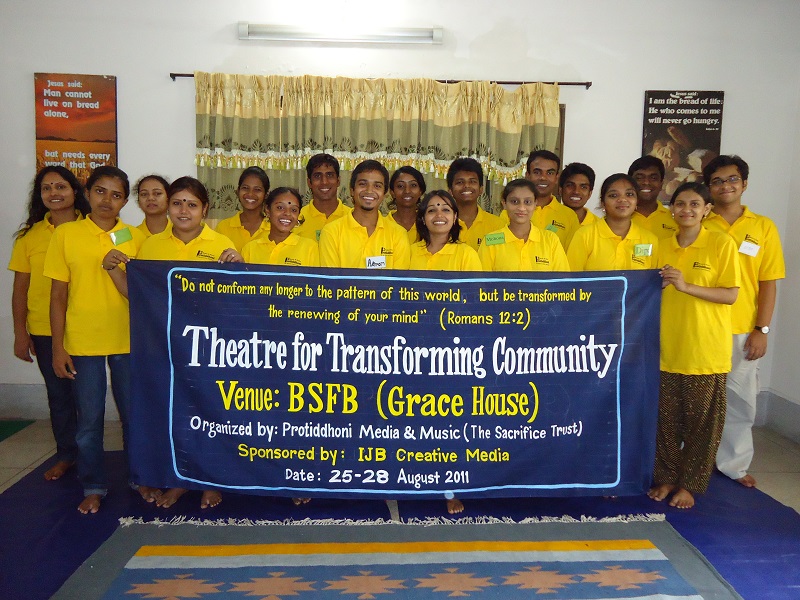 Jesus said:
Man cannot
live on bread
alone,
but needs every
word that God
I am the bread of life.
He who comes to me
will never go hungry.
"Do not conform any longer to the pattern of this world, but be transformed by
the renewing of your mind" (Romans 12:2)
Theatre for Transforming Community
Venue: BSFB (Grace House)
Organized by: Protiddhoni Media & Music (The Sacrifice Trust)
Sponsored by: IJB Creative Media
Date: 25-28 August 2011